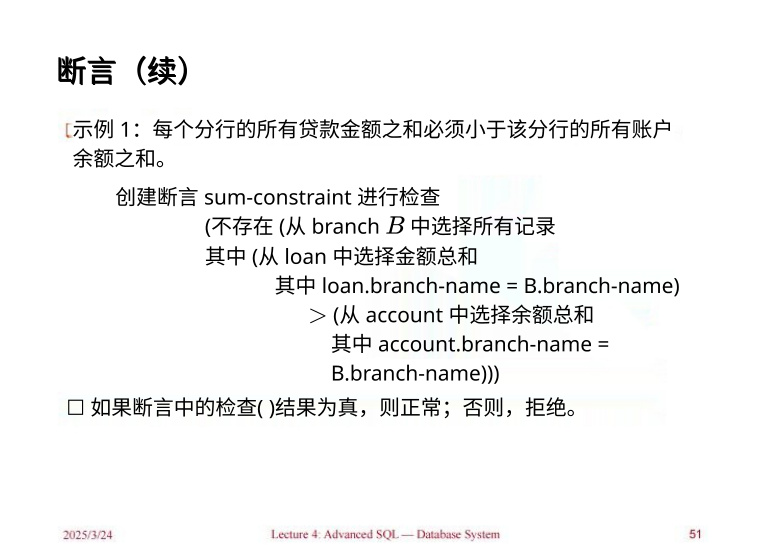 断言（续）
示例 1：每个分行的所有贷款金额之和必须小于该分行的所有账户
余额之和。
创建断言 sum-constraint 进行检查
(不存在 (从 branch B 中选择所有记录
其中 (从 loan 中选择金额总和
其中 loan.branch-name = B.branch-name)
> (从 account 中选择余额总和
其中 account.branch-name =
B.branch-name)))
□ 如果断言中的检查( )结果为真，则正常；否则，拒绝。
2025/3/24 Lecture 4: Advanced SQL — Database System 51